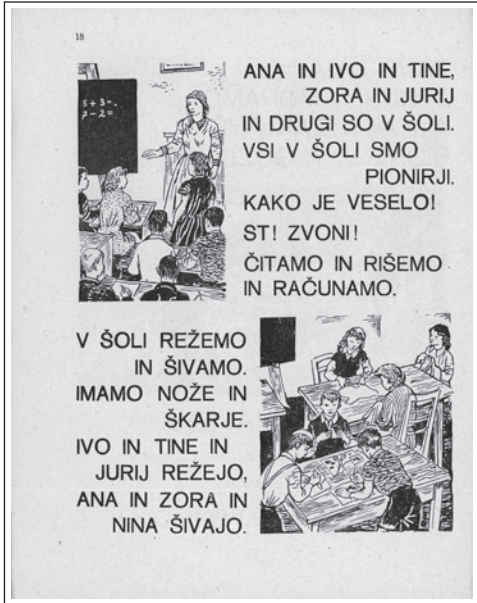 18
ANA IN IVO IN TINE,
ZORA IN JURIJ
IN DRUGI SO V ŠOLI.
VSI V ŠOLI SMO
PIONIRJI.
KAKO JE VESELO!
ST! ZVONI!
ČITAMO IN RIŠEMO
IN RAČUNAMO.
5+3=
7-2=
V ŠOLI REŽEMO
IN ŠIVAMO.
IMAMO NOŽE IN
ŠKARJE.
IVO IN TINE IN
JURIJ REŽEJO,
ANA IN ZORA IN
NINA ŠIVAJO.